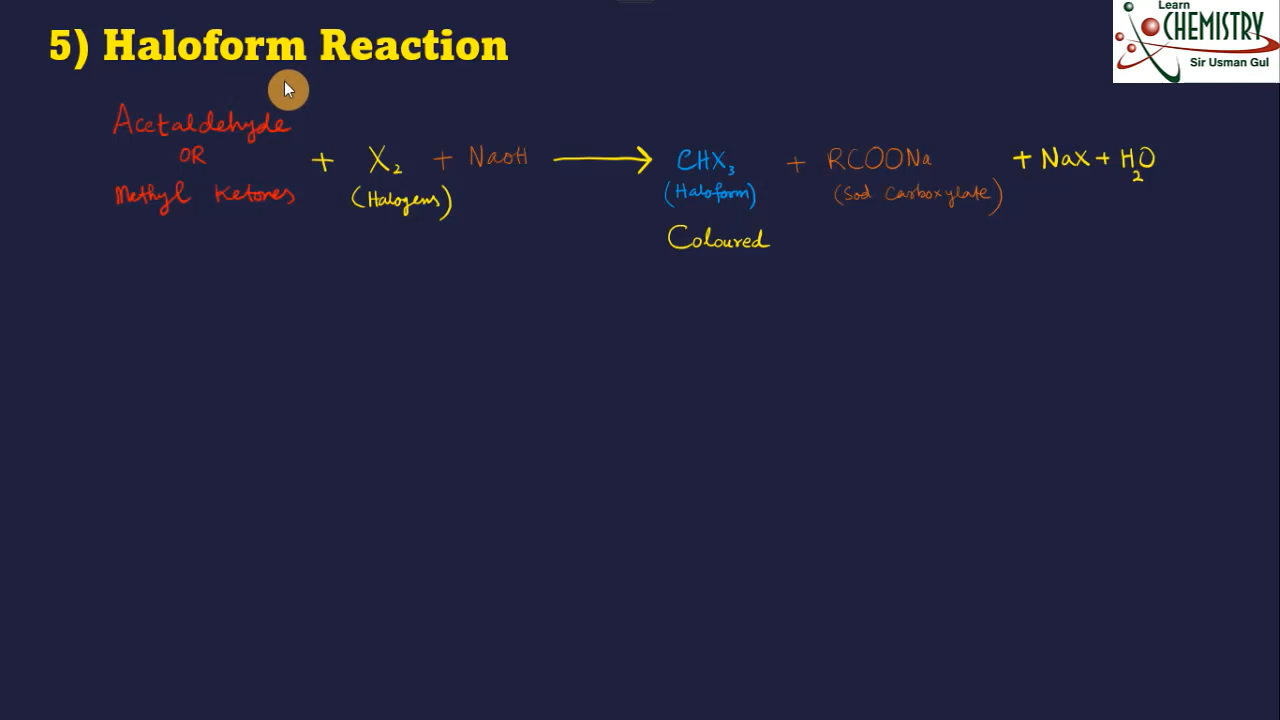 5) Haloform Reaction
Learn
CHEMISTRY
Sir Usman Gul
Acetaldehyde
OR
Methyl Ketones
+ X2 + NaOH → CHX3 + RCOONa + NaX + H2O
(Halogens) (Haloform) (Sod Carboxylate)
Coloured